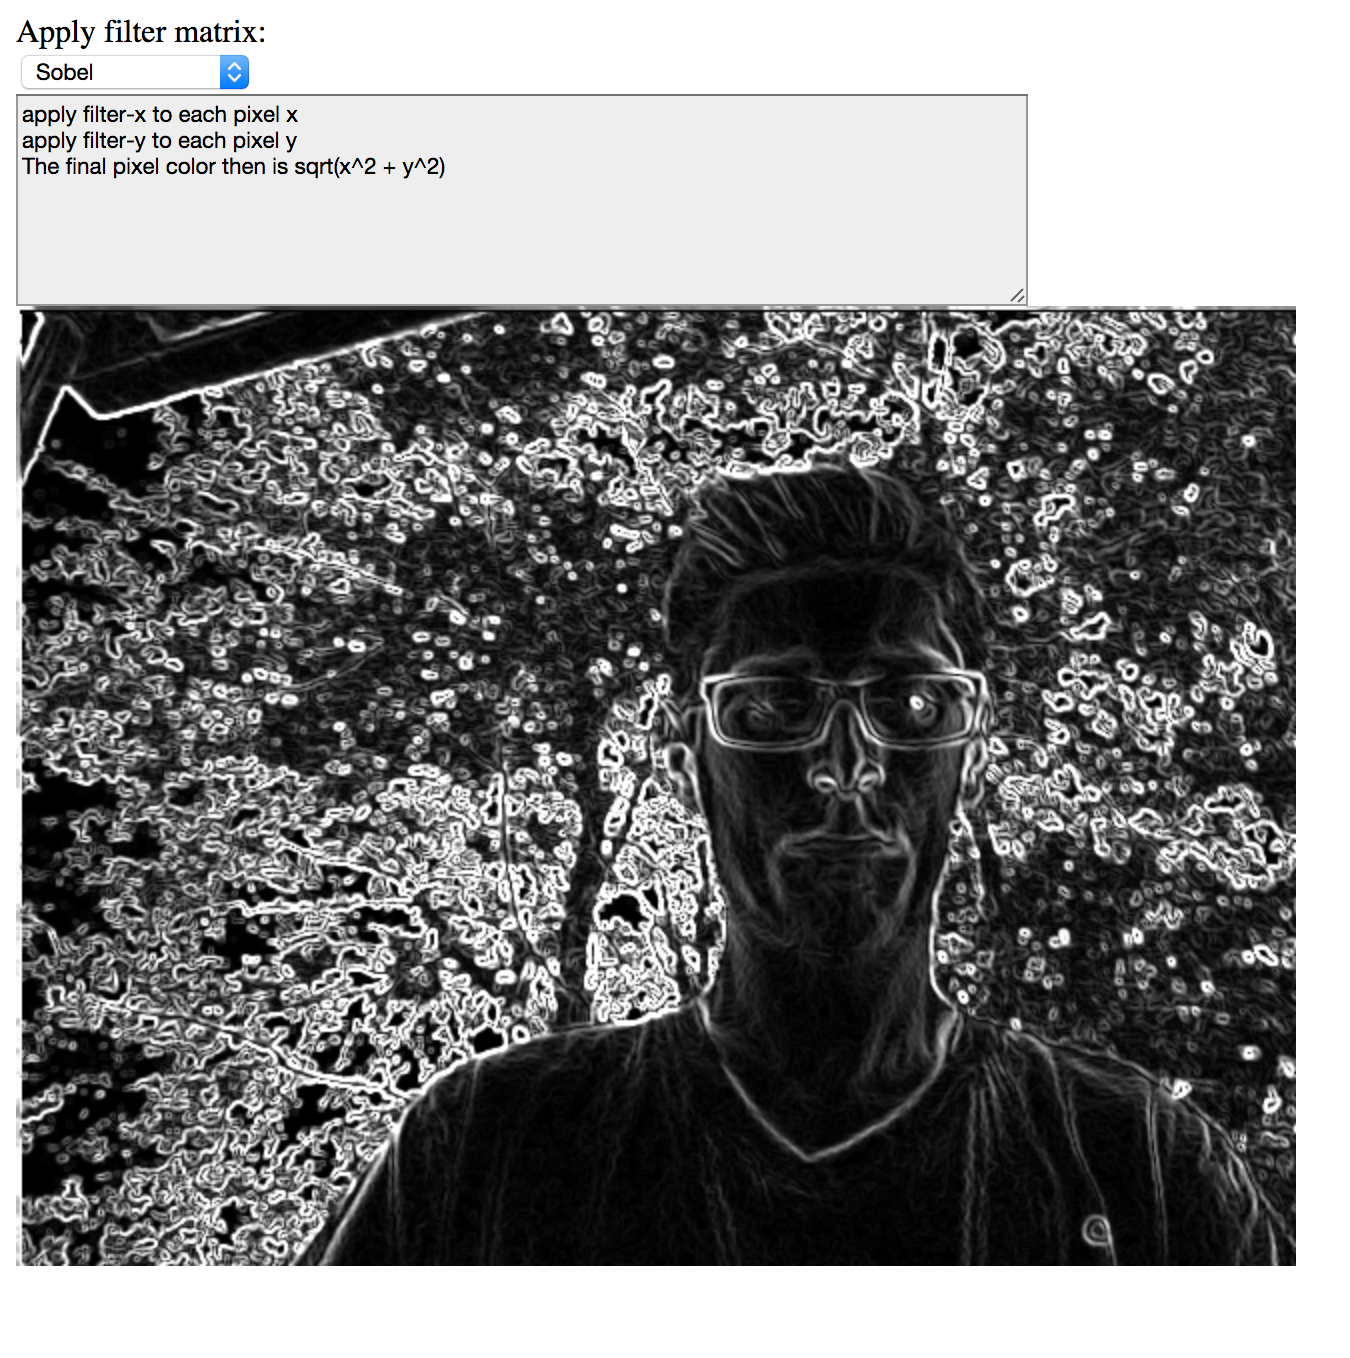 Apply filter matrix:
Sobel
apply filter-x to each pixel x
apply filter-y to each pixel y
The final pixel color then is sqrt(x^2 + y^2)